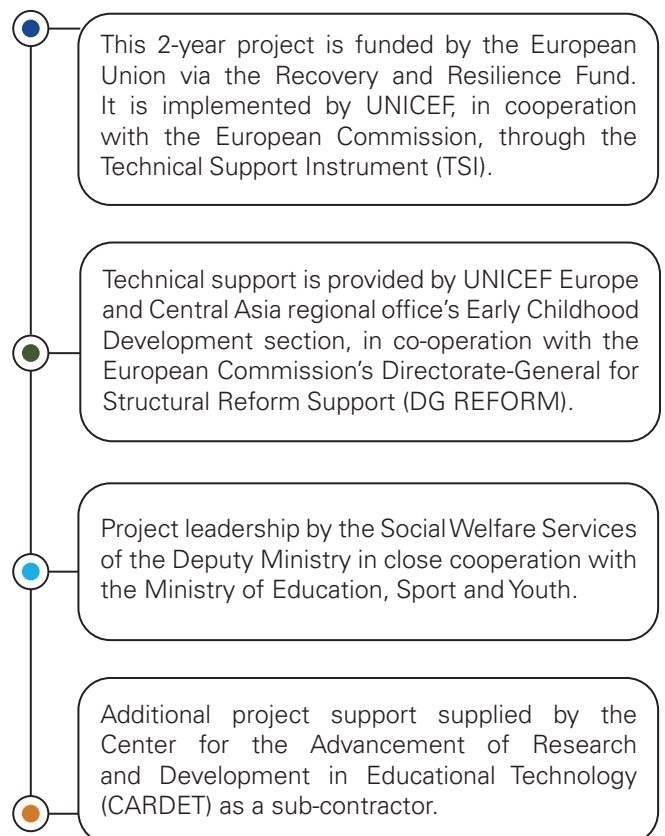 This 2-year project is funded by the European
Union via the Recovery and Resilience Fund.
It is implemented by UNICEF, in cooperation
with the European Commission, through the
Technical Support Instrument (TSI).
Technical support is provided by UNICEF Europe
and Central Asia regional office's Early Childhood
Development section, in co-operation with the
European Commission's Directorate-General for
Structural Reform Support (DG REFORM).
Project leadership by the Social Welfare Services
of the Deputy Ministry in close cooperation with
the Ministry of Education, Sport and Youth.
Additional project support supplied by the
Center for the Advancement of Research
and Development in Educational Technology
(CARDET) as a sub-contractor.